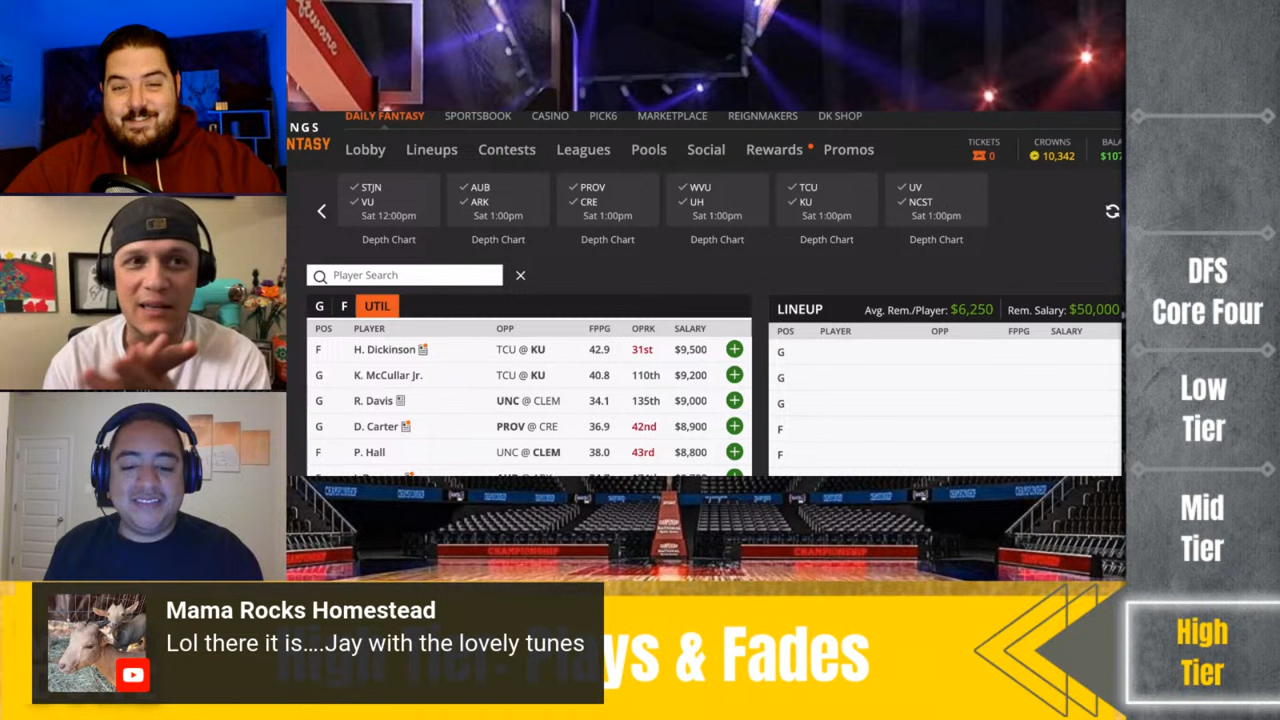 NGS
NTASY
DAILY FANTASY SPORTSBOOK CASINO PICK6 MARKETPLACE REIGNMAKERS DK SHOP
Lobby Lineups Contests Leagues Pools Social Rewards Promos
TICKETS CROWNS BALA
0 10,342 $107
STJN AUB PROV WVU TCU UV
VU ARK CRE UH KU NCST
Sat 12:00pm Sat 1:00pm Sat 1:00pm Sat 1:00pm Sat 1:00pm Sat 1:00pm
Depth Chart Depth Chart Depth Chart Depth Chart Depth Chart Depth Chart
Player Search
G F UTIL
POS PLAYER OPP FPPG OPRK SALARY
F H. Dickinson TCU @ KU 42.9 31st $9,500
G K. McCullar Jr. TCU @ KU 40.8 110th $9,200
G R. Davis UNC @ CLEM 34.1 135th $9,000
G D. Carter PROV @ CRE 36.9 42nd $8,900
F P. Hall UNC @ CLEM 38.0 43rd $8,800
LINEUP Avg. Rem./Player: $6,250 Rem. Salary: $50,000
POS PLAYER OPP FPPG SALARY
G
G
G
F
F
CHAMPIONSHIP
CHAMPIONSHIP
Mama Rocks Homestead
Lol there it is....Jay with the lovely tunes
High Tier: Plays & Fades
DFS
Core Four
Low
Tier
Mid
Tier
High
Tier